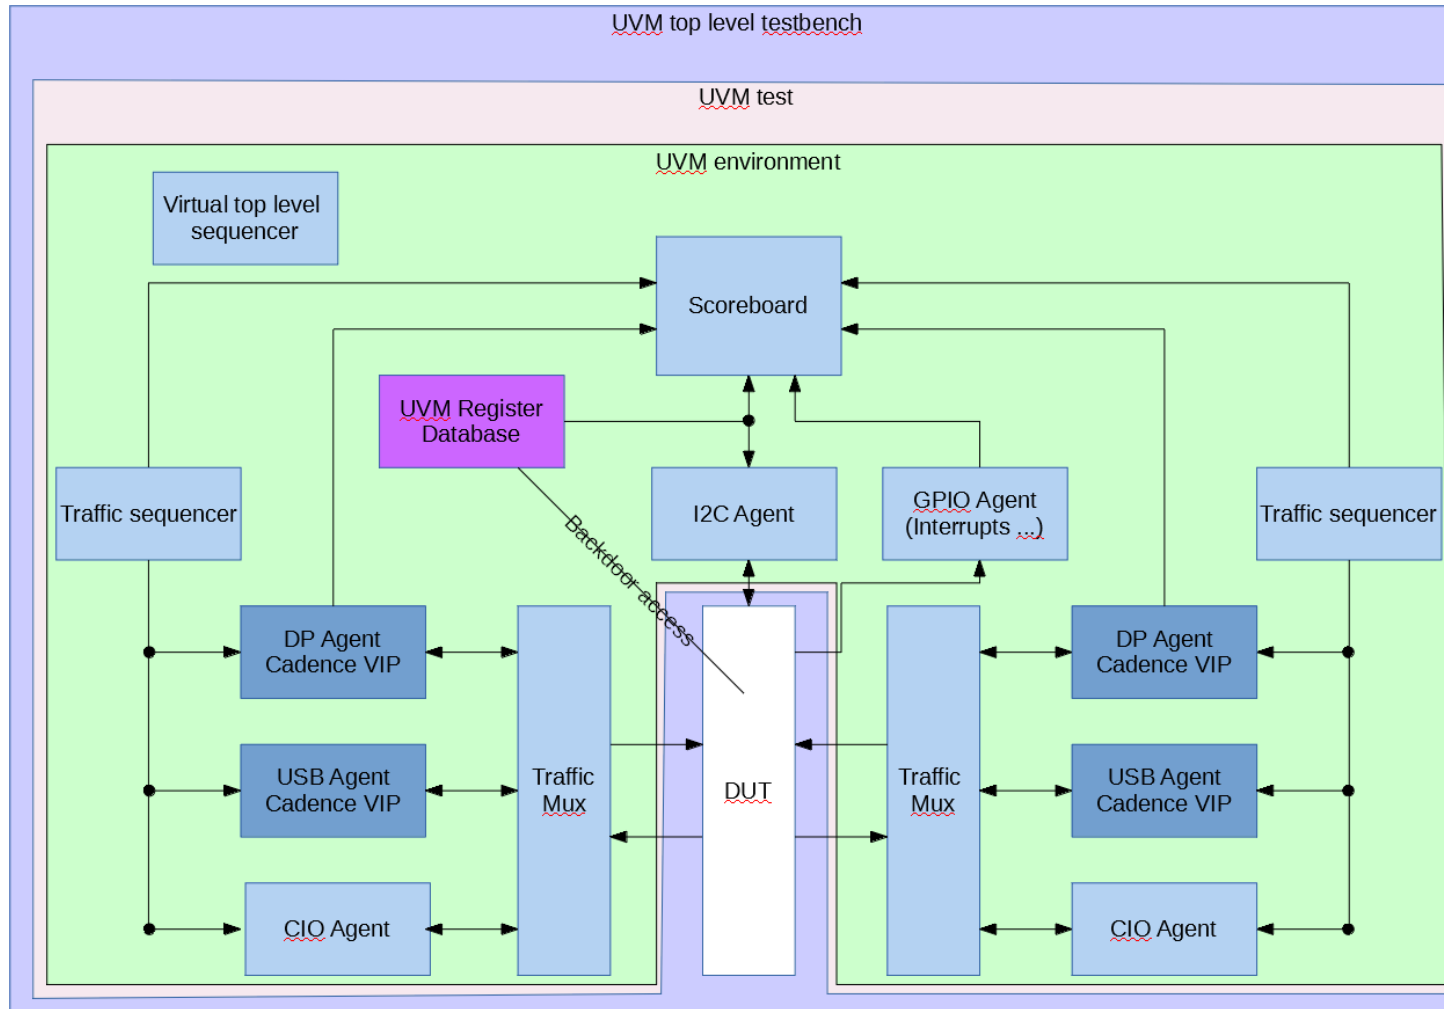 UVM top level testbench
UVM test
UVM environment
Virtual top level
sequencer
Scoreboard
UVM Register
Database
Traffic sequencer
I2C Agent
GPIO Agent
(Interrupts ...)
Traffic sequencer
Backdoor access
DP Agent
Cadence VIP
DP Agent
Cadence VIP
USB Agent
Cadence VIP
Traffic
Mux
DUT
Traffic
Mux
USB Agent
Cadence VIP
CIO Agent
CIO Agent